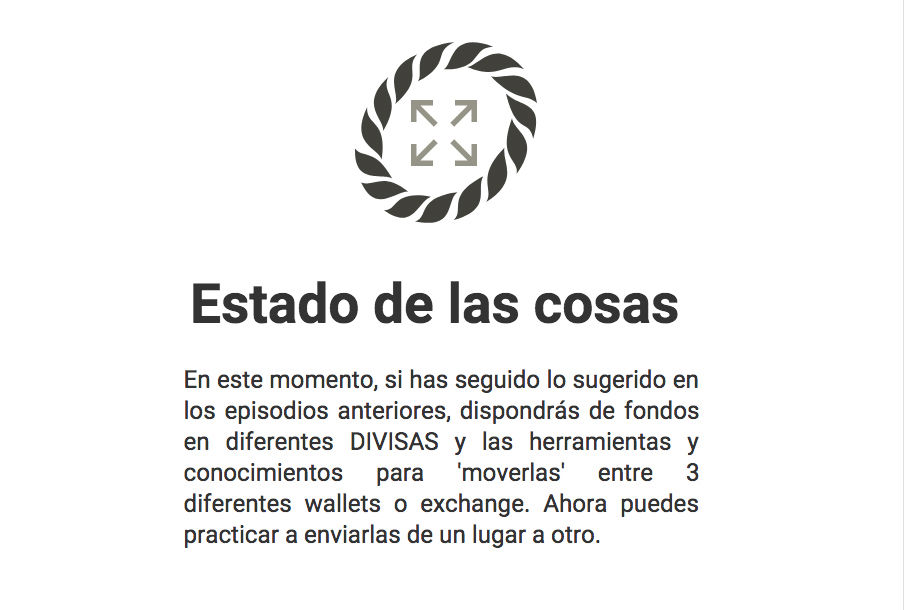 Estado de las cosas
En este momento, si has seguido lo sugerido en
los episodios anteriores, dispondrás de fondos
en diferentes DIVISAS y las herramientas y
conocimientos para 'moverlas' entre 3
diferentes wallets o exchange. Ahora puedes
practicar a enviarlas de un lugar a otro.